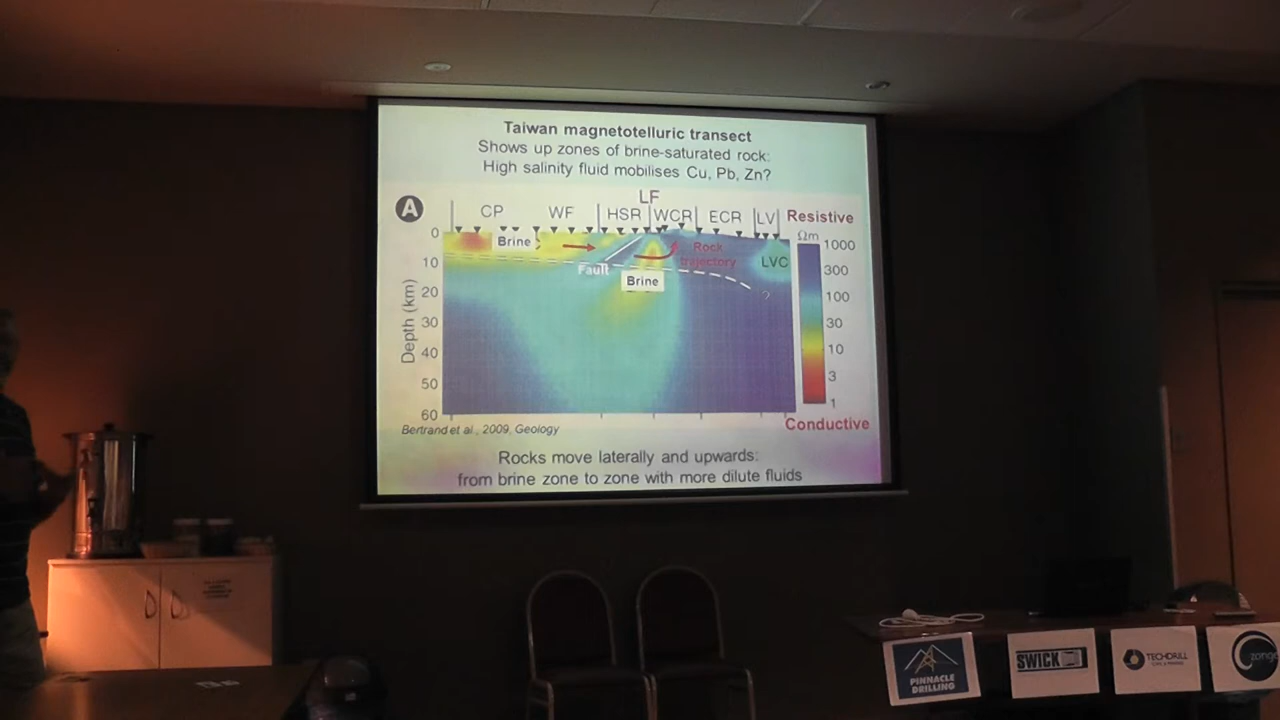 Taiwan magnetotelluric transect
Shows up zones of brine-saturated rock:
High salinity fluid mobilises Cu, Pb, Zn?
A
LF
CP WF HSR WCR ECR LV
Resistive
Ωm
Depth (km)
0
10
20
30
40
50
60
Brine
Fault
Brine
Rock
trajectory
LVC
?
1000
300
100
30
10
3
1
Conductive
Bertrand et al., 2009, Geology
Rocks move laterally and upwards:
from brine zone to zone with more dilute fluids
PINNACLE
DRILLING
SWICK
TECHDRILL
zonge